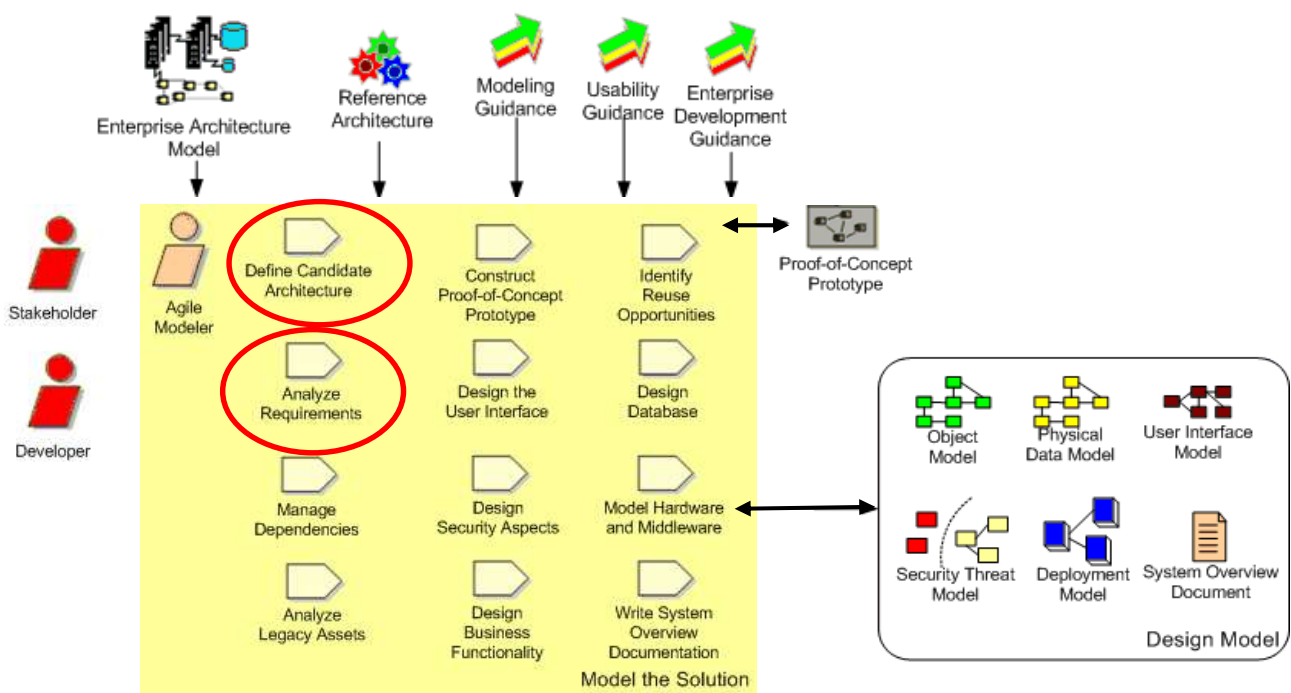 Enterprise Architecture
Model
Reference
Architecture
Modeling
Guidance
Usability
Guidance
Enterprise
Development
Guidance
Stakeholder
Developer
Agile
Modeler
Define Candidate
Architecture
Construct
Proof-of-Concept
Prototype
Identify
Reuse
Opportunities
Proof-of-Concept
Prototype
Analyze
Requirements
Design the
User Interface
Design
Database
Manage
Dependencies
Design
Security Aspects
Model Hardware
and Middleware
Analyze
Legacy Assets
Design
Business
Functionality
Write System
Overview
Documentation
Model the Solution
Object
Model
Physical
Data Model
User Interface
Model
Security Threat
Model
Deployment
Model
System Overview
Document
Design Model